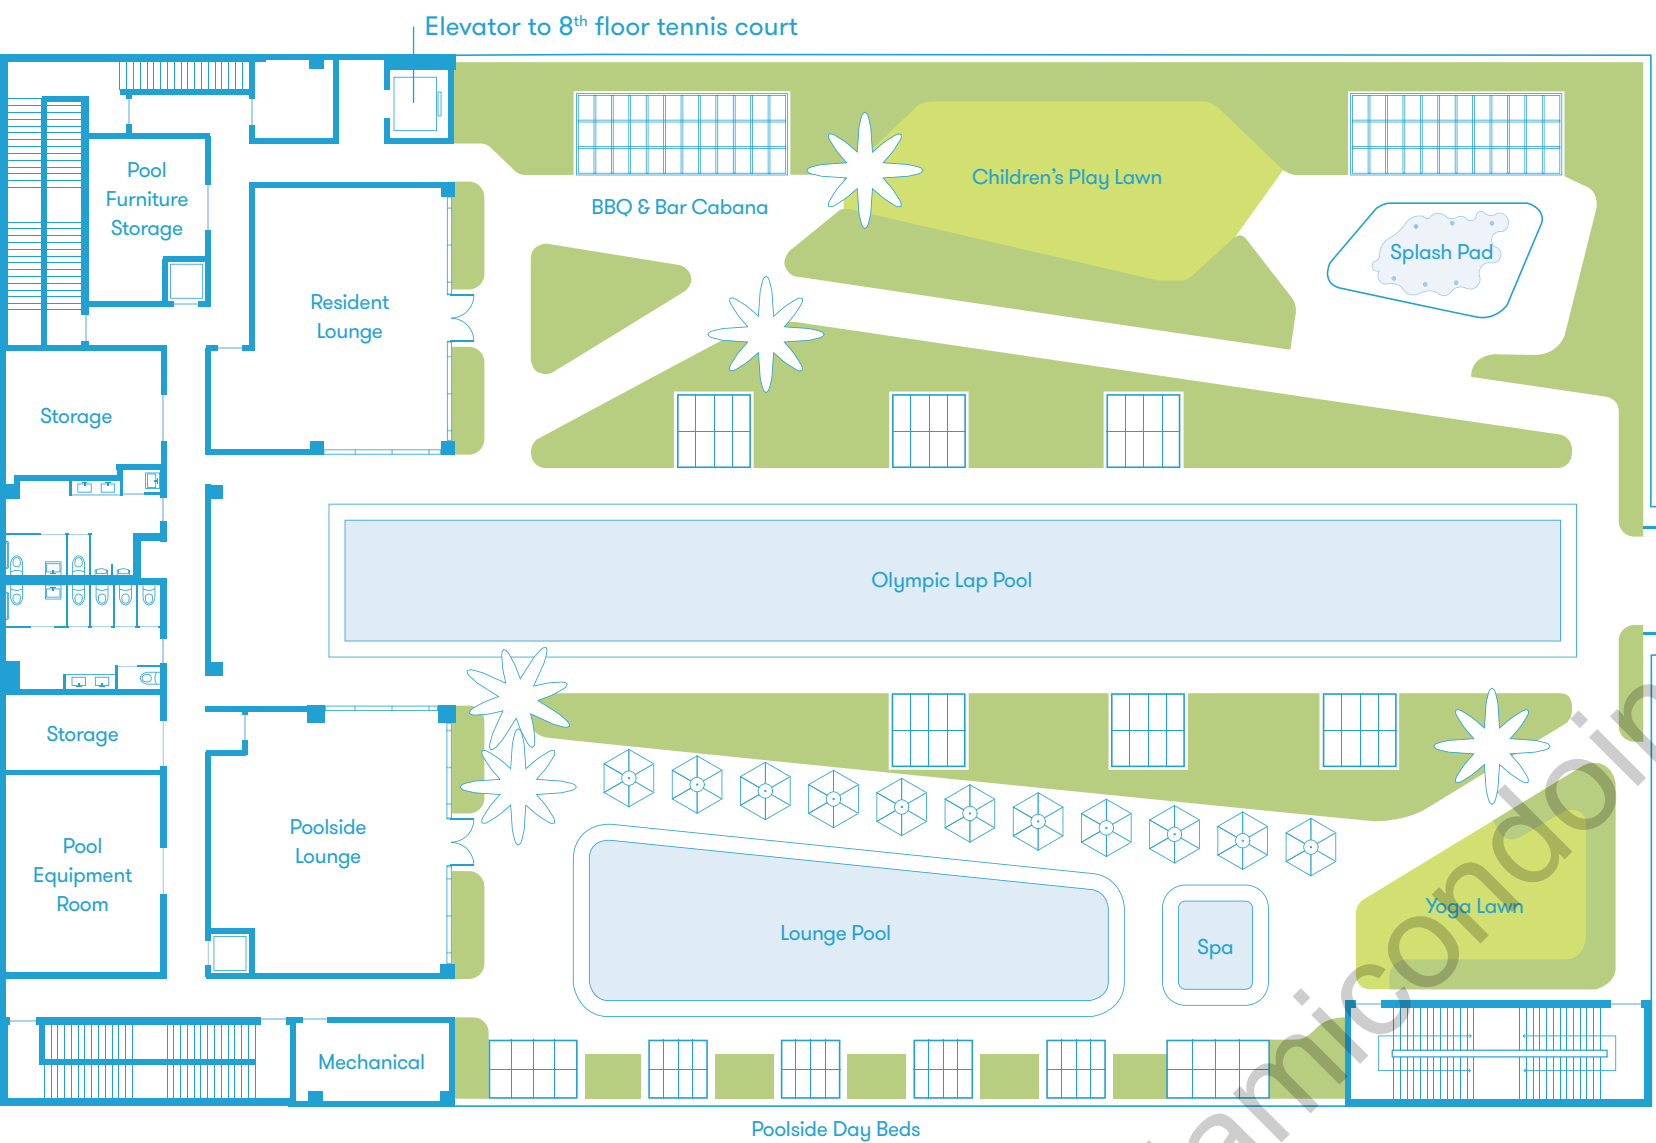 Elevator to 8th floor tennis court
Pool
Furniture
Storage
BBQ & Bar Cabana
Children's Play Lawn
Splash Pad
Resident
Lounge
Storage
Olympic Lap Pool
Storage
Poolside
Lounge
Pool
Equipment
Room
Lounge Pool
Spa
Yoga Lawn
Mechanical
Poolside Day Beds
amicondoin